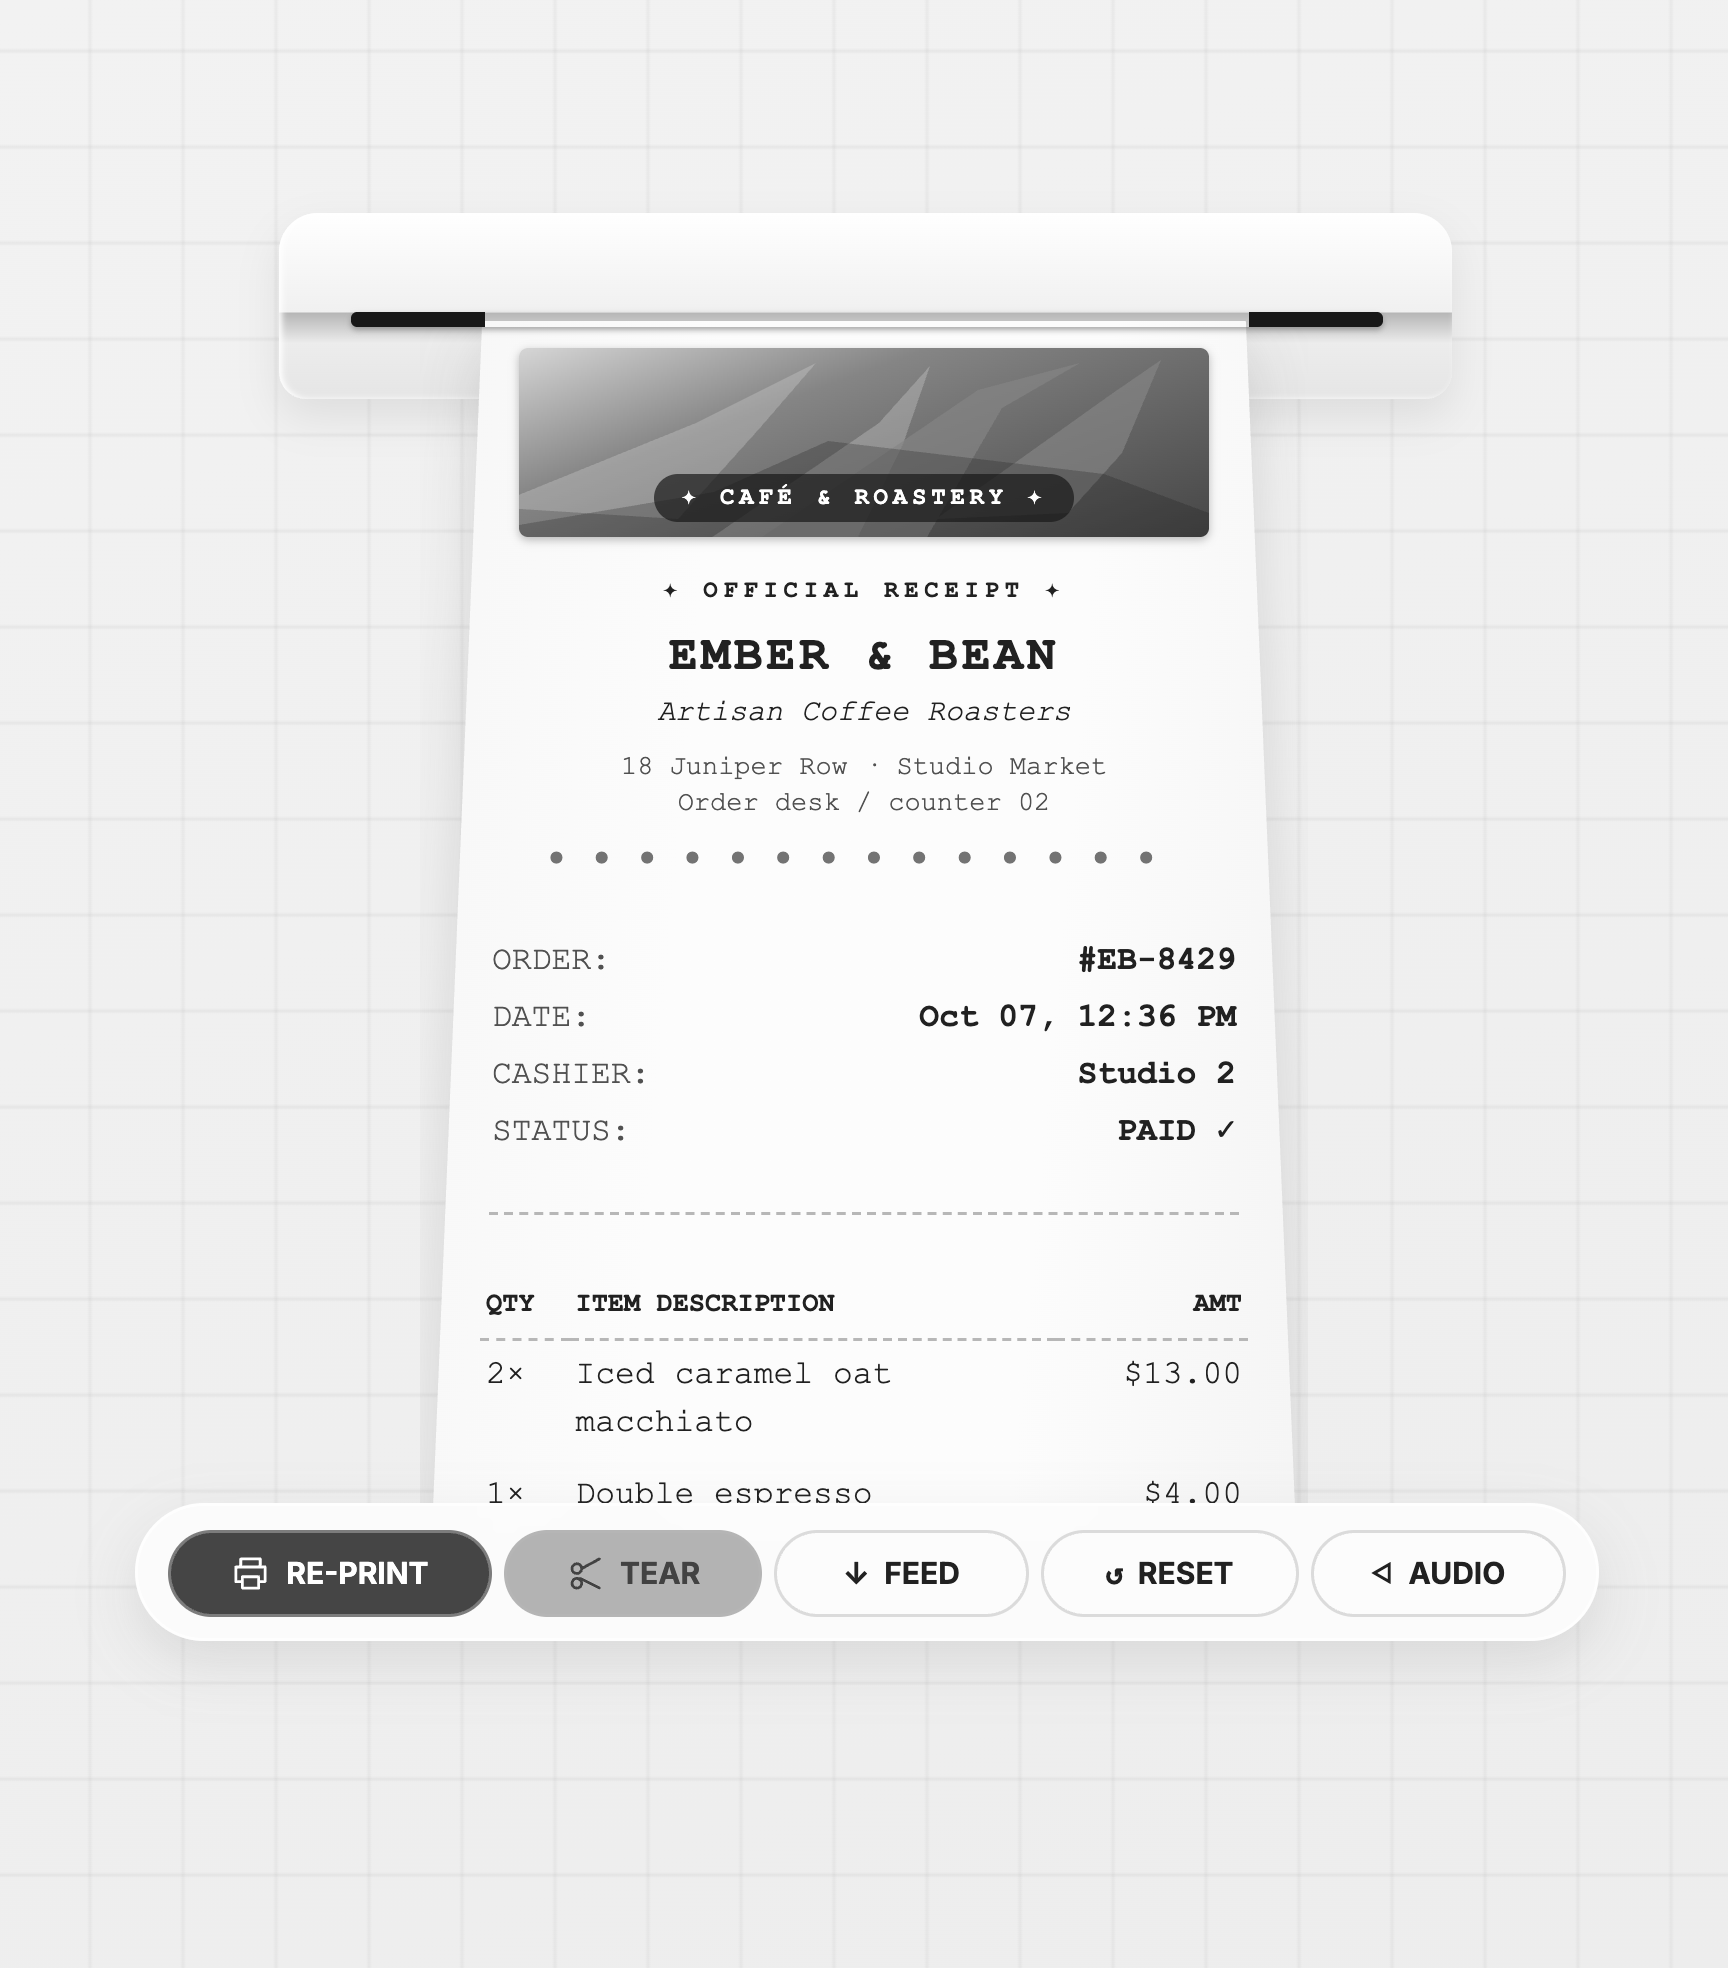 ✦ CAFÉ & ROASTERY ✦
✦ OFFICIAL RECEIPT ✦
EMBER & BEAN
Artisan Coffee Roasters
18 Juniper Row · Studio Market
Order desk / counter 02
ORDER: #EB-8429
DATE: Oct 07, 12:36 PM
CASHIER: Studio 2
STATUS: PAID ✓
QTY ITEM DESCRIPTION AMT
2× Iced caramel oat $13.00
macchiato
1× Double espresso $4.00
RE-PRINT TEAR ↓ FEED ↺ RESET AUDIO